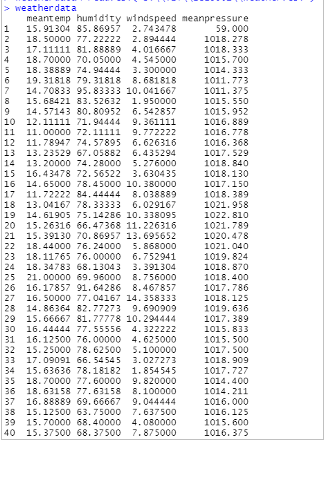 > weatherdata
meantemp humidity windspeed meanpressure
1 15.91304 85.86957 2.743478 59.000
2 18.50000 77.22222 2.894444 1018.278
3 17.11111 81.88889 4.016667 1018.333
4 18.70000 70.05000 4.545000 1015.700
5 18.38889 74.94444 3.300000 1014.333
6 19.31818 79.31818 8.681818 1011.773
7 14.70833 95.83333 10.041667 1011.375
8 15.68421 83.52632 1.950000 1015.550
9 14.57143 80.80952 6.542857 1015.952
10 12.11111 71.94444 9.361111 1016.889
11 11.00000 72.11111 9.772222 1016.778
12 11.78947 74.57895 6.626316 1016.368
13 13.23529 67.05882 6.435294 1017.529
14 13.20000 74.28000 5.276000 1018.840
15 16.43478 72.56522 3.630435 1018.130
16 14.65000 78.45000 10.380000 1017.150
17 11.72222 84.44444 8.038889 1018.389
18 13.04167 78.33333 6.029167 1021.958
19 14.61905 75.14286 10.338095 1022.810
20 15.26316 66.47368 11.226316 1021.789
21 15.39130 70.86957 13.695652 1020.478
22 18.44000 76.24000 5.868000 1021.040
23 18.11765 76.00000 6.752941 1019.824
24 18.34783 68.13043 3.391304 1018.870
25 21.00000 69.96000 8.756000 1018.400
26 16.17857 91.64286 8.467857 1017.786
27 16.50000 77.04167 14.358333 1018.125
28 14.86364 82.77273 9.690909 1019.636
29 15.66667 81.77778 10.294444 1017.389
30 16.44444 77.55556 4.322222 1015.833
31 16.12500 76.00000 4.625000 1015.500
32 15.25000 78.62500 5.100000 1017.500
33 17.09091 66.54545 3.027273 1018.909
34 15.63636 78.18182 1.854545 1017.727
35 18.70000 77.60000 9.820000 1014.400
36 18.63158 77.63158 8.100000 1014.211
37 16.88889 69.66667 9.044444 1016.000
38 15.12500 63.75000 7.637500 1016.125
39 15.70000 68.40000 4.080000 1015.600
40 15.37500 68.37500 7.875000 1016.375